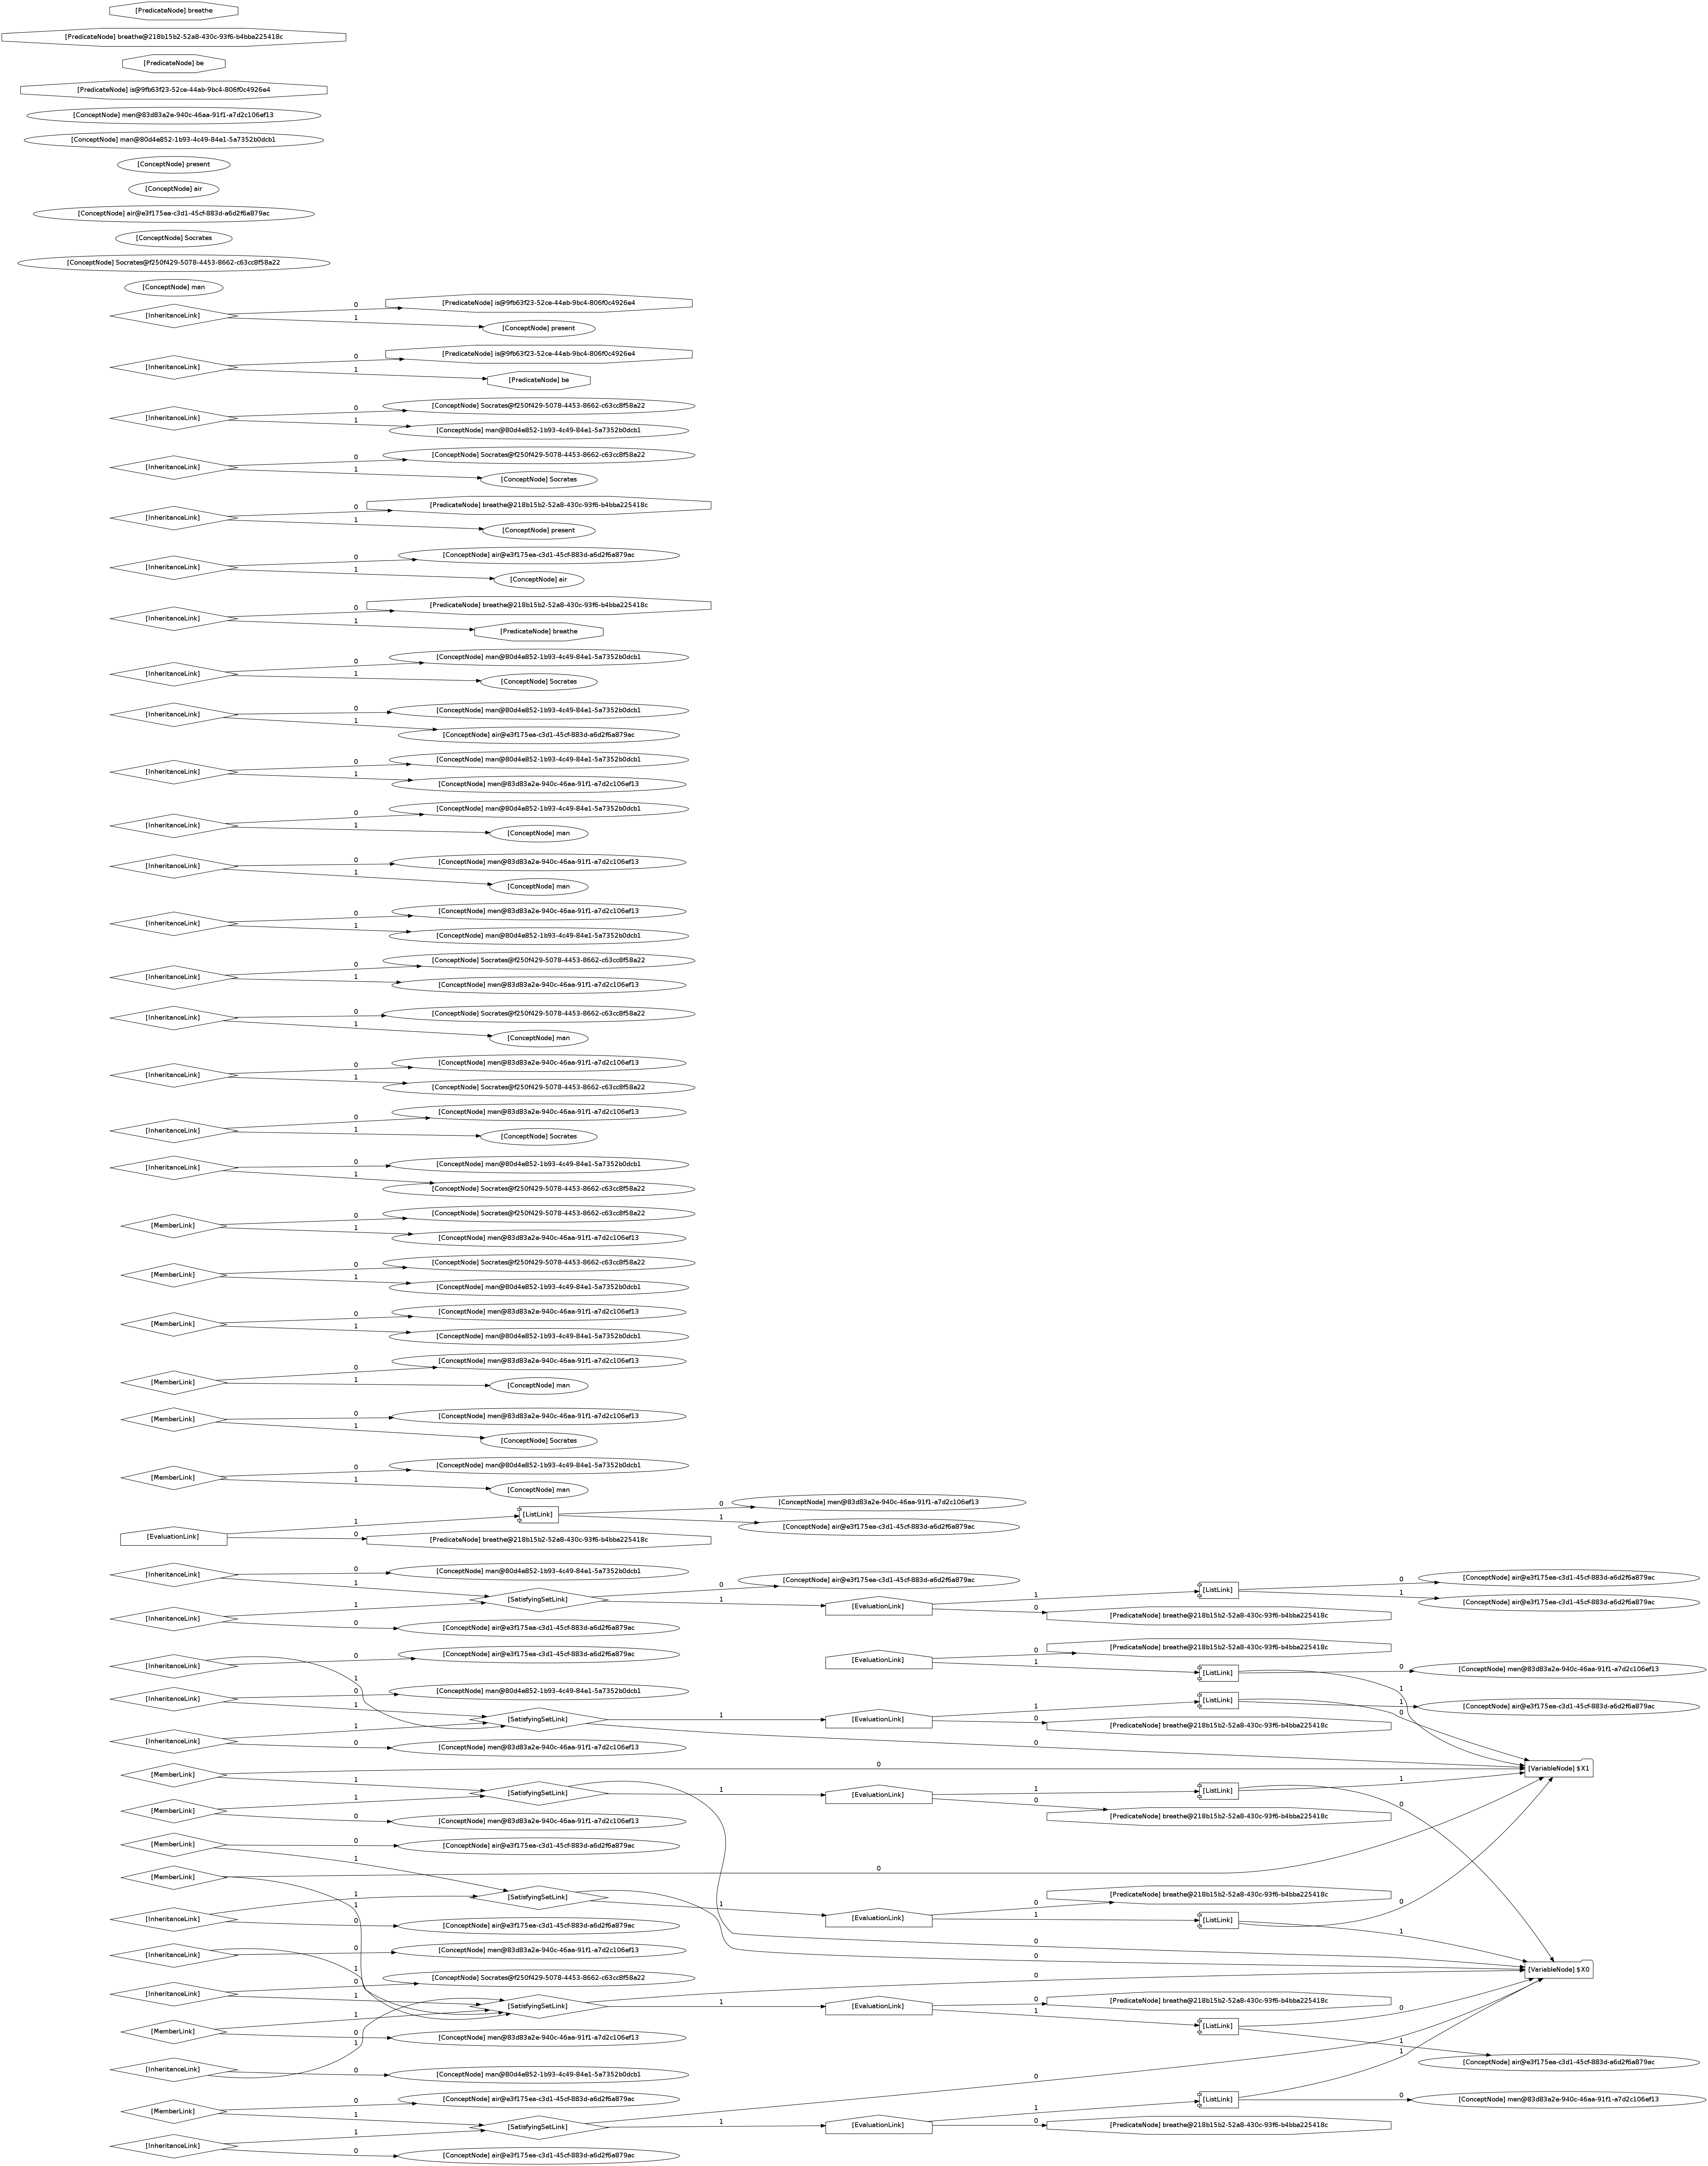 [PredicateNode] breathe
[PredicateNode] breathe@218b15b2-52a8-430c-93f6-b4bba225418c
[PredicateNode] be
[PredicateNode] is@9fb63f23-52ce-44ab-9bc4-806f0c4926e4
[ConceptNode] men@83d83a2e-940c-46aa-91f1-a7d2c106ef13
[ConceptNode] man@80d4e852-1b93-4c49-84e1-5a7352b0dcb1
[ConceptNode] present
[ConceptNode] air
[ConceptNode] air@e3f175ea-c3d1-45cf-883d-a6d2f6a879ac
[ConceptNode] Socrates
[ConceptNode] Socrates@f250f429-5078-4453-8662-c63cc8f58a22
[ConceptNode] man
[InheritanceLink]
0
[PredicateNode] is@9fb63f23-52ce-44ab-9bc4-806f0c4926e4
1
[ConceptNode] present
[InheritanceLink]
0
[PredicateNode] is@9fb63f23-52ce-44ab-9bc4-806f0c4926e4
1
[PredicateNode] be
[InheritanceLink]
0
[ConceptNode] Socrates@f250f429-5078-4453-8662-c63cc8f58a22
1
[ConceptNode] man@80d4e852-1b93-4c49-84e1-5a7352b0dcb1
[InheritanceLink]
0
[ConceptNode] Socrates@f250f429-5078-4453-8662-c63cc8f58a22
1
[ConceptNode] Socrates
[InheritanceLink]
0
[PredicateNode] breathe@218b15b2-52a8-430c-93f6-b4bba225418c
1
[ConceptNode] present
[InheritanceLink]
0
[ConceptNode] air@e3f175ea-c3d1-45cf-883d-a6d2f6a879ac
1
[ConceptNode] air
[InheritanceLink]
0
[PredicateNode] breathe@218b15b2-52a8-430c-93f6-b4bba225418c
1
[PredicateNode] breathe
[InheritanceLink]
0
[ConceptNode] man@80d4e852-1b93-4c49-84e1-5a7352b0dcb1
1
[ConceptNode] Socrates
[InheritanceLink]
0
[ConceptNode] man@80d4e852-1b93-4c49-84e1-5a7352b0dcb1
1
[ConceptNode] air@e3f175ea-c3d1-45cf-883d-a6d2f6a879ac
[InheritanceLink]
0
[ConceptNode] man@80d4e852-1b93-4c49-84e1-5a7352b0dcb1
1
[ConceptNode] men@83d83a2e-940c-46aa-91f1-a7d2c106ef13
[InheritanceLink]
0
[ConceptNode] man@80d4e852-1b93-4c49-84e1-5a7352b0dcb1
1
[ConceptNode] man
[InheritanceLink]
0
[ConceptNode] men@83d83a2e-940c-46aa-91f1-a7d2c106ef13
1
[ConceptNode] man
[InheritanceLink]
0
[ConceptNode] men@83d83a2e-940c-46aa-91f1-a7d2c106ef13
1
[ConceptNode] man@80d4e852-1b93-4c49-84e1-5a7352b0dcb1
[InheritanceLink]
0
[ConceptNode] Socrates@f250f429-5078-4453-8662-c63cc8f58a22
1
[ConceptNode] men@83d83a2e-940c-46aa-91f1-a7d2c106ef13
[InheritanceLink]
0
[ConceptNode] Socrates@f250f429-5078-4453-8662-c63cc8f58a22
1
[ConceptNode] man
[InheritanceLink]
0
[ConceptNode] men@83d83a2e-940c-46aa-91f1-a7d2c106ef13
1
[ConceptNode] Socrates@f250f429-5078-4453-8662-c63cc8f58a22
[InheritanceLink]
0
[ConceptNode] men@83d83a2e-940c-46aa-91f1-a7d2c106ef13
1
[ConceptNode] Socrates
[InheritanceLink]
0
[ConceptNode] man@80d4e852-1b93-4c49-84e1-5a7352b0dcb1
1
[ConceptNode] Socrates@f250f429-5078-4453-8662-c63cc8f58a22
[MemberLink]
0
[ConceptNode] Socrates@f250f429-5078-4453-8662-c63cc8f58a22
1
[ConceptNode] men@83d83a2e-940c-46aa-91f1-a7d2c106ef13
[MemberLink]
0
[ConceptNode] Socrates@f250f429-5078-4453-8662-c63cc8f58a22
1
[ConceptNode] man@80d4e852-1b93-4c49-84e1-5a7352b0dcb1
[MemberLink]
0
[ConceptNode] men@83d83a2e-940c-46aa-91f1-a7d2c106ef13
1
[ConceptNode] man@80d4e852-1b93-4c49-84e1-5a7352b0dcb1
[MemberLink]
0
[ConceptNode] men@83d83a2e-940c-46aa-91f1-a7d2c106ef13
1
[ConceptNode] man
[MemberLink]
0
[ConceptNode] men@83d83a2e-940c-46aa-91f1-a7d2c106ef13
1
[ConceptNode] Socrates
[MemberLink]
0
[ConceptNode] man@80d4e852-1b93-4c49-84e1-5a7352b0dcb1
1
[ConceptNode] man
[EvaluationLink]
1
[ListLink]
0
[ConceptNode] men@83d83a2e-940c-46aa-91f1-a7d2c106ef13
1
[ConceptNode] air@e3f175ea-c3d1-45cf-883d-a6d2f6a879ac
0
[PredicateNode] breathe@218b15b2-52a8-430c-93f6-b4bba225418c
[InheritanceLink]
0
[ConceptNode] man@80d4e852-1b93-4c49-84e1-5a7352b0dcb1
1
[SatisfyingSetLink]
0
[ConceptNode] air@e3f175ea-c3d1-45cf-883d-a6d2f6a879ac
1
[EvaluationLink]
1
[ListLink]
0
[ConceptNode] air@e3f175ea-c3d1-45cf-883d-a6d2f6a879ac
1
[ConceptNode] air@e3f175ea-c3d1-45cf-883d-a6d2f6a879ac
0
[PredicateNode] breathe@218b15b2-52a8-430c-93f6-b4bba225418c
[InheritanceLink]
1
0
[ConceptNode] air@e3f175ea-c3d1-45cf-883d-a6d2f6a879ac
[InheritanceLink]
0
[ConceptNode] air@e3f175ea-c3d1-45cf-883d-a6d2f6a879ac
1
[EvaluationLink]
0
[PredicateNode] breathe@218b15b2-52a8-430c-93f6-b4bba225418c
1
[ListLink]
0
[ConceptNode] men@83d83a2e-940c-46aa-91f1-a7d2c106ef13
1
[InheritanceLink]
0
[ConceptNode] man@80d4e852-1b93-4c49-84e1-5a7352b0dcb1
1
[SatisfyingSetLink]
1
[EvaluationLink]
1
[ListLink]
1
[ConceptNode] air@e3f175ea-c3d1-45cf-883d-a6d2f6a879ac
0
0
[PredicateNode] breathe@218b15b2-52a8-430c-93f6-b4bba225418c
0
[InheritanceLink]
1
0
[ConceptNode] men@83d83a2e-940c-46aa-91f1-a7d2c106ef13
[VariableNode] $X1
[MemberLink]
0
1
[SatisfyingSetLink]
1
[EvaluationLink]
1
[ListLink]
1
0
0
[PredicateNode] breathe@218b15b2-52a8-430c-93f6-b4bba225418c
[MemberLink]
1
0
[ConceptNode] men@83d83a2e-940c-46aa-91f1-a7d2c106ef13
[MemberLink]
0
[ConceptNode] air@e3f175ea-c3d1-45cf-883d-a6d2f6a879ac
1
[MemberLink]
0
1
[SatisfyingSetLink]
1
[EvaluationLink]
0
[PredicateNode] breathe@218b15b2-52a8-430c-93f6-b4bba225418c
1
[ListLink]
0
1
[InheritanceLink]
1
0
[ConceptNode] air@e3f175ea-c3d1-45cf-883d-a6d2f6a879ac
0
0
[VariableNode] $X0
[InheritanceLink]
0
[ConceptNode] men@83d83a2e-940c-46aa-91f1-a7d2c106ef13
1
[InheritanceLink]
0
[ConceptNode] Socrates@f250f429-5078-4453-8662-c63cc8f58a22
1
[SatisfyingSetLink]
0
1
[EvaluationLink]
0
[PredicateNode] breathe@218b15b2-52a8-430c-93f6-b4bba225418c
1
[ListLink]
0
1
[ConceptNode] air@e3f175ea-c3d1-45cf-883d-a6d2f6a879ac
[MemberLink]
1
0
[ConceptNode] men@83d83a2e-940c-46aa-91f1-a7d2c106ef13
[InheritanceLink]
1
0
[ConceptNode] man@80d4e852-1b93-4c49-84e1-5a7352b0dcb1
[MemberLink]
0
[ConceptNode] air@e3f175ea-c3d1-45cf-883d-a6d2f6a879ac
1
[SatisfyingSetLink]
0
1
[EvaluationLink]
1
[ListLink]
1
0
[ConceptNode] men@83d83a2e-940c-46aa-91f1-a7d2c106ef13
0
[PredicateNode] breathe@218b15b2-52a8-430c-93f6-b4bba225418c
[InheritanceLink]
1
0
[ConceptNode] air@e3f175ea-c3d1-45cf-883d-a6d2f6a879ac